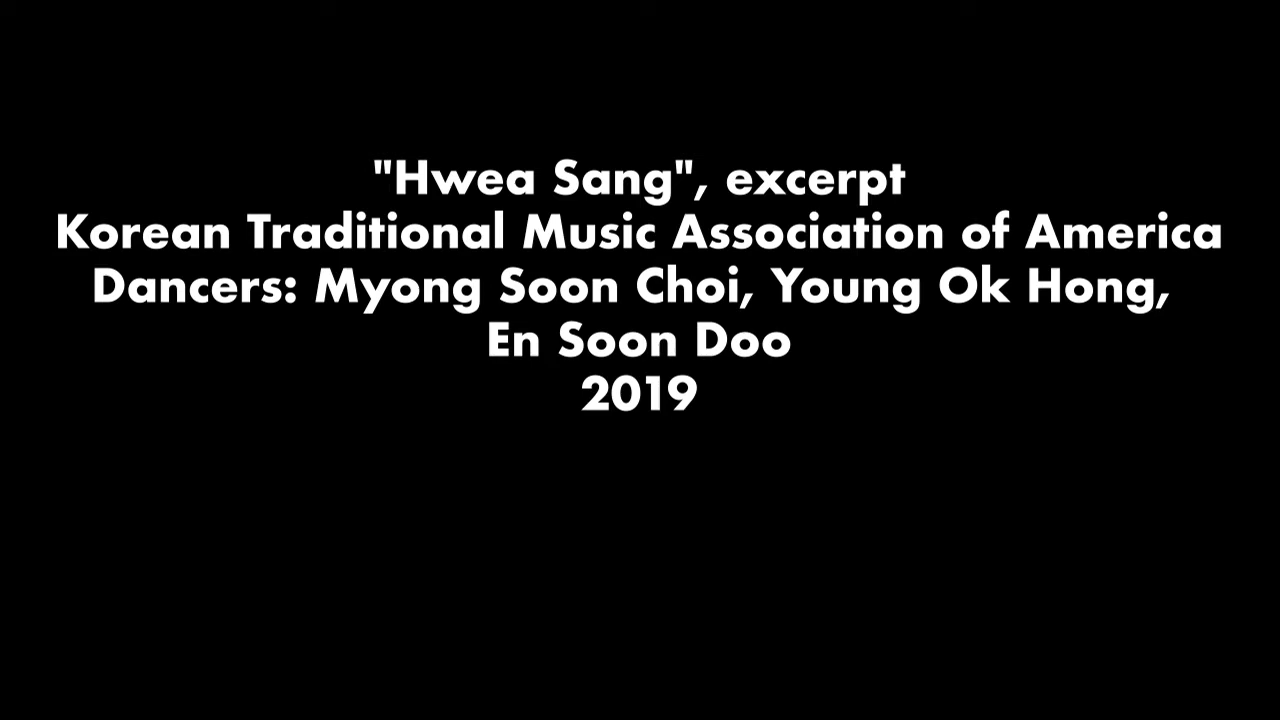 "Hwea Sang", excerpt
Korean Traditional Music Association of America
Dancers: Myong Soon Choi, Young Ok Hong,
En Soon Doo
2019